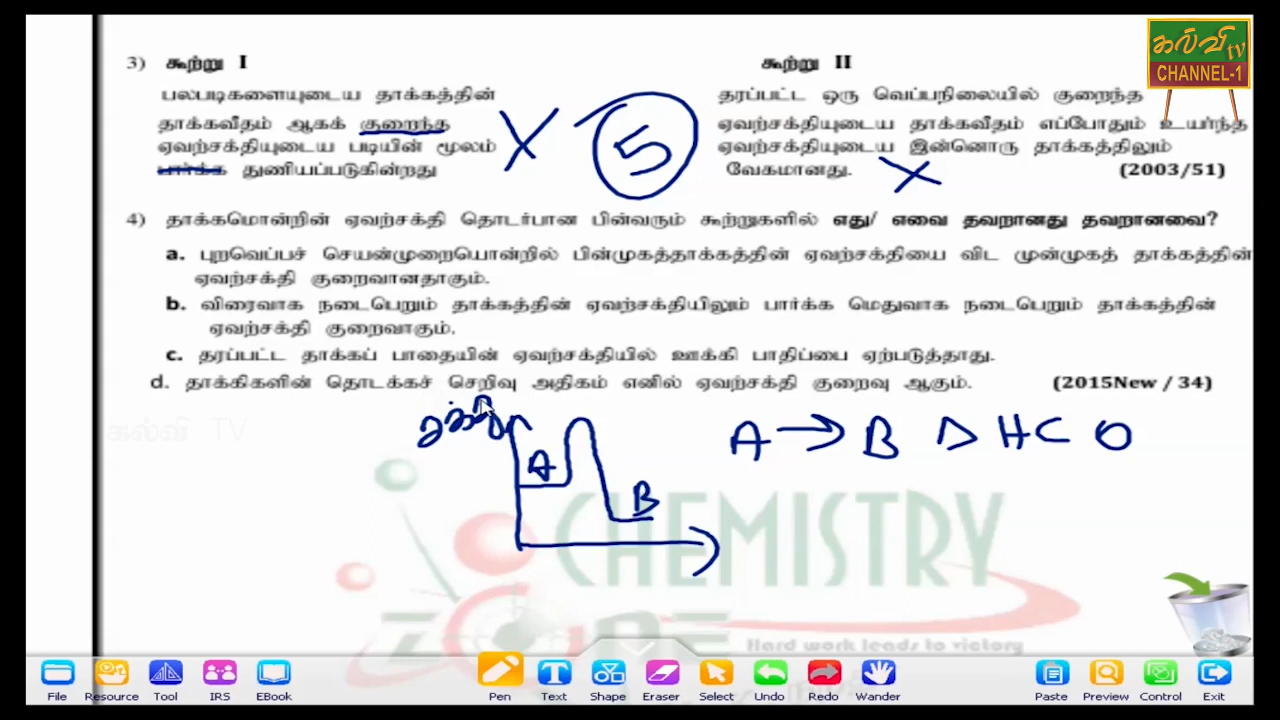 கல்வி tv
CHANNEL-1
3) கூற்று I
கூற்று II
பலபடிகளையுடைய தாக்கத்தின்
தாக்கவீதம் ஆகக் குறைந்த
ஏவற்சக்தியுடைய படியின் மூலம்
பார்க்க துணியப்படுகின்றது
X
5
தரப்பட்ட ஒரு வெப்பநிலையில் குறைந்த
ஏவற்சக்தியுடைய தாக்கவீதம் எப்போதும் உயர்ந்த
ஏவற்சக்தியுடைய இன்னொரு தாக்கத்திலும்
வேகமானது. X (2003/51)
4) தாக்கமொன்றின் ஏவற்சக்தி தொடர்பான பின்வரும் கூற்றுகளில் எது/ எவை தவறானது தவறானவை?
a. புறவெப்பச் செயன்முறையொன்றில் பின்முகத்தாக்கத்தின் ஏவற்சக்தியை விட முன்முகத் தாக்கத்தின்
ஏவற்சக்தி குறைவானதாகும்.
b. விரைவாக நடைபெறும் தாக்கத்தின் ஏவற்சக்தியிலும் பார்க்க மெதுவாக நடைபெறும் தாக்கத்தின்
ஏவற்சக்தி குறைவாகும்.
c. தரப்பட்ட தாக்கப் பாதையின் ஏவற்சக்தியில் ஊக்கி பாதிப்பை ஏற்படுத்தாது.
d. தாக்கிகளின் தொடக்கச் செறிவு அதிகம் எனில் ஏவற்சக்தி குறைவு ஆகும். (2015New / 34)
கல்வி TV
சக்தி
A → B Δ H < 0
A
B
CHEMISTRY
ZONE
Hard work leads to victory
File Resource Tool IRS EBook Pen Text Shape Eraser Select Undo Redo Wander Paste Preview Control Exit